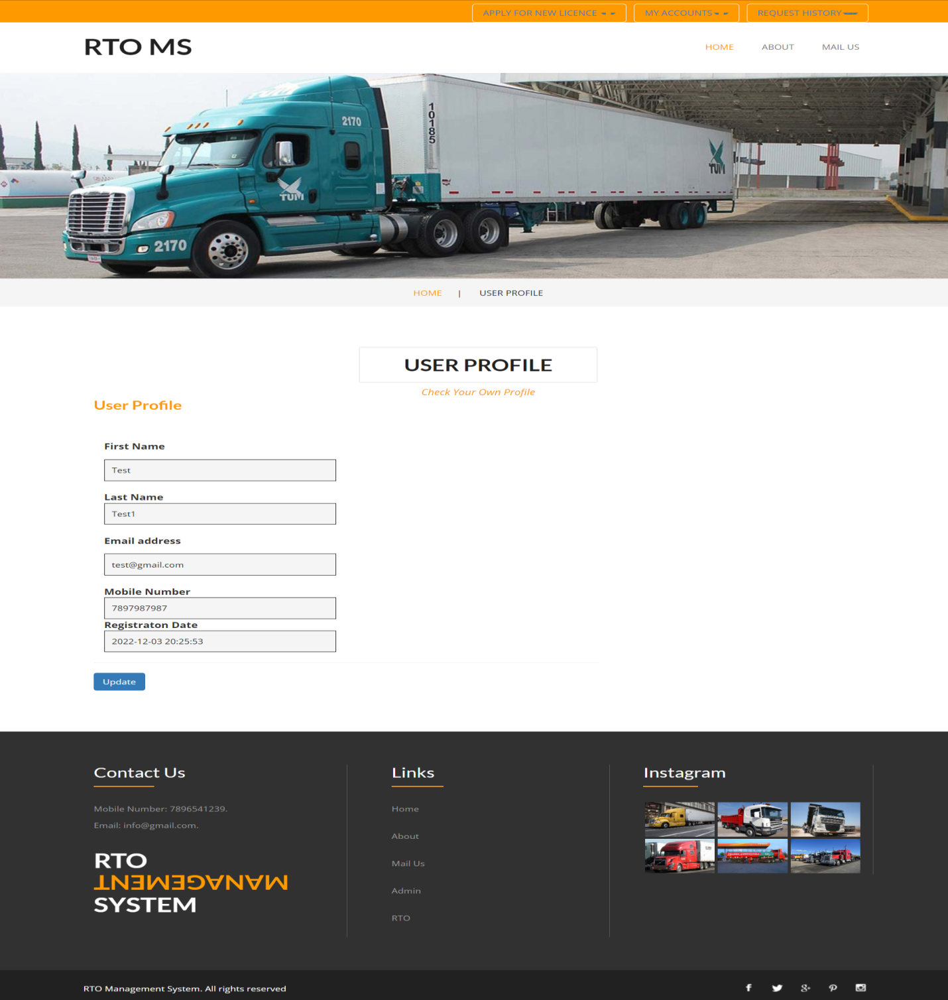 APPLY FOR NEW LICENCE
MY ACCOUNTS
REQUEST HISTORY
RTO MS
HOME
ABOUT
MAIL US
TUM
2170
10185
TUM
TUM
2170
HOME | USER PROFILE
USER PROFILE
Check Your Own Profile
User Profile
First Name
Test
Last Name
Test1
Email address
test@gmail.com
Mobile Number
7897987987
Registraton Date
2022-12-03 20:25:53
Update
Contact Us
Mobile Number: 7896541239.
Email: info@gmail.com.
RTO
MANAGEMENT
SYSTEM
Links
Home
About
Mail Us
Admin
RTO
Instagram
RTO Management System. All rights reserved